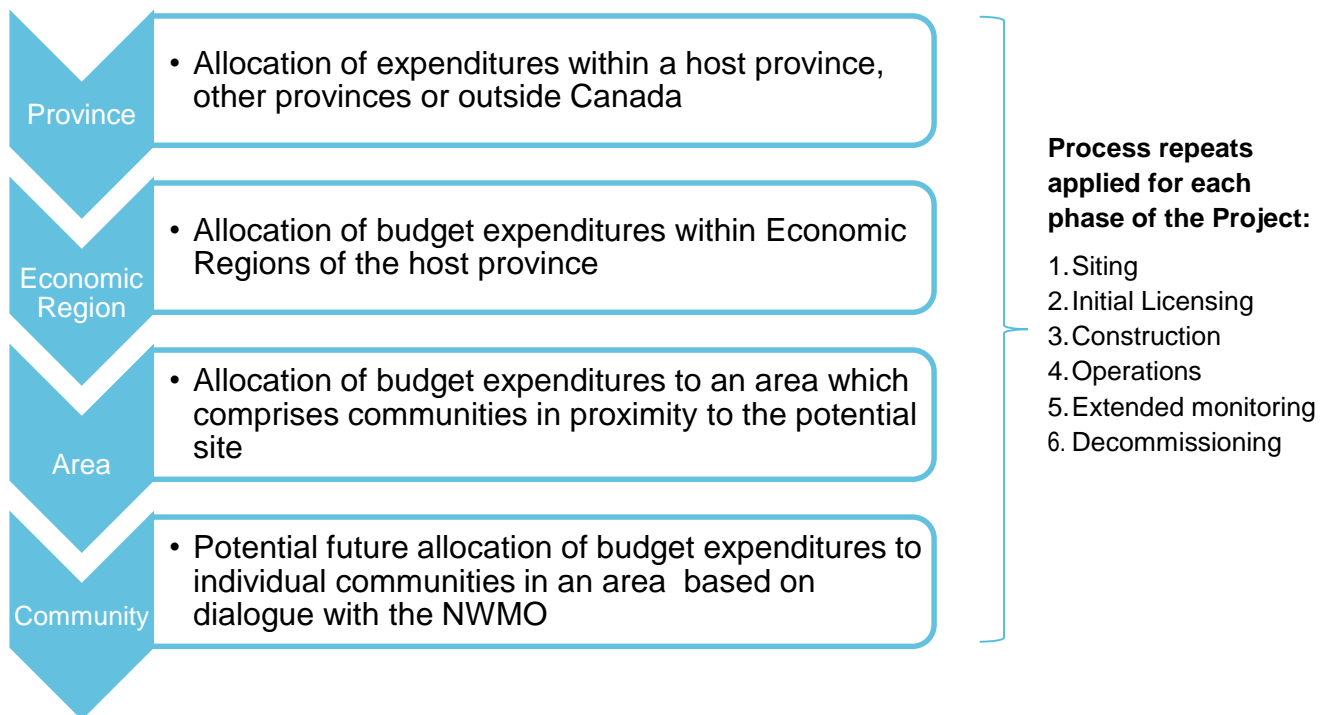 Province
• Allocation of expenditures within a host province,
other provinces or outside Canada
Economic
Region
• Allocation of budget expenditures within Economic
Regions of the host province
Area
• Allocation of budget expenditures to an area which
comprises communities in proximity to the potential
site
Community
• Potential future allocation of budget expenditures to
individual communities in an area based on
dialogue with the NWMO
Process repeats
applied for each
phase of the Project:
1. Siting
2. Initial Licensing
3. Construction
4. Operations
5. Extended monitoring
6. Decommissioning